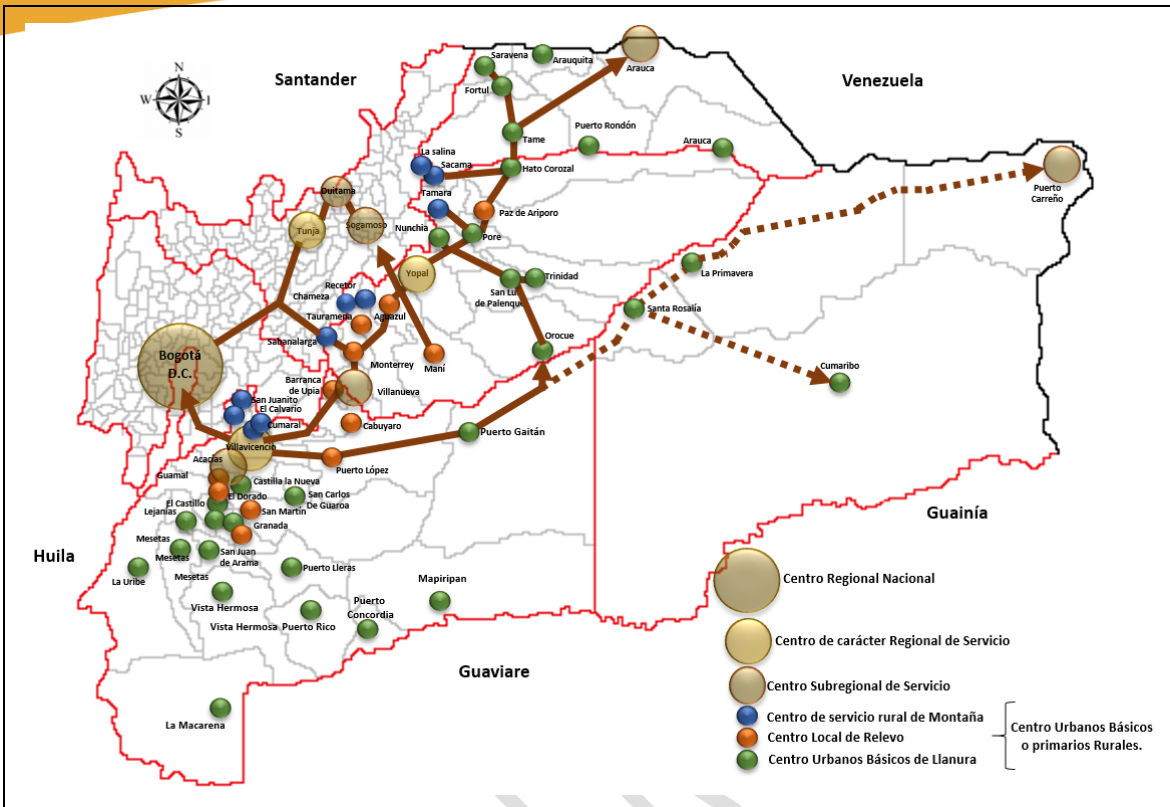 Santander
Venezuela
Huila
Guainía
Guaviare
N
W
I
S
Saravena
Arauquita
Arauca
Fortul
Tame
Puerto Rondón
Arauca
La salina
Sacama
Hato Corozal
Tamara
Paz de Ariporo
Puerto
Carreño
Duitama
Sogamoso
Tunja
Nunchia
Pore
Yopal
La Primavera
Trinidad
San Lu
de Palenque
Recetor
Chameza
Tauramena
Aguazul
Santa Rosalía
Sabanalarga
Orocue
Monterrey
Maní
Cumaribo
Bogotá
D.C.
Barranca
de Upia
Villanueva
San Juanito
El Calvario
Cumaral
Cabuyaro
Puerto Gaitán
Villavicencio
Acacías
Puerto López
Guamal
Castilla la Nueva
El Dorado
San Carlos
De Guaroa
El Castillo
Lejanías
San Martin
Granada
Mesetas
Mesetas
San Juan
de Arama
Mesetas
La Uribe
Puerto Lleras
Mapiripan
Vista Hermosa
Puerto
Concordia
Vista Hermosa
Puerto Rico
La Macarena
Centro Regional Nacional
Centro de carácter Regional de Servicio
Centro Subregional de Servicio
Centro de servicio rural de Montaña
Centro Local de Relevo
Centro Urbanos Básicos de Llanura
Centro Urbanos Básicos
o primarios Rurales.